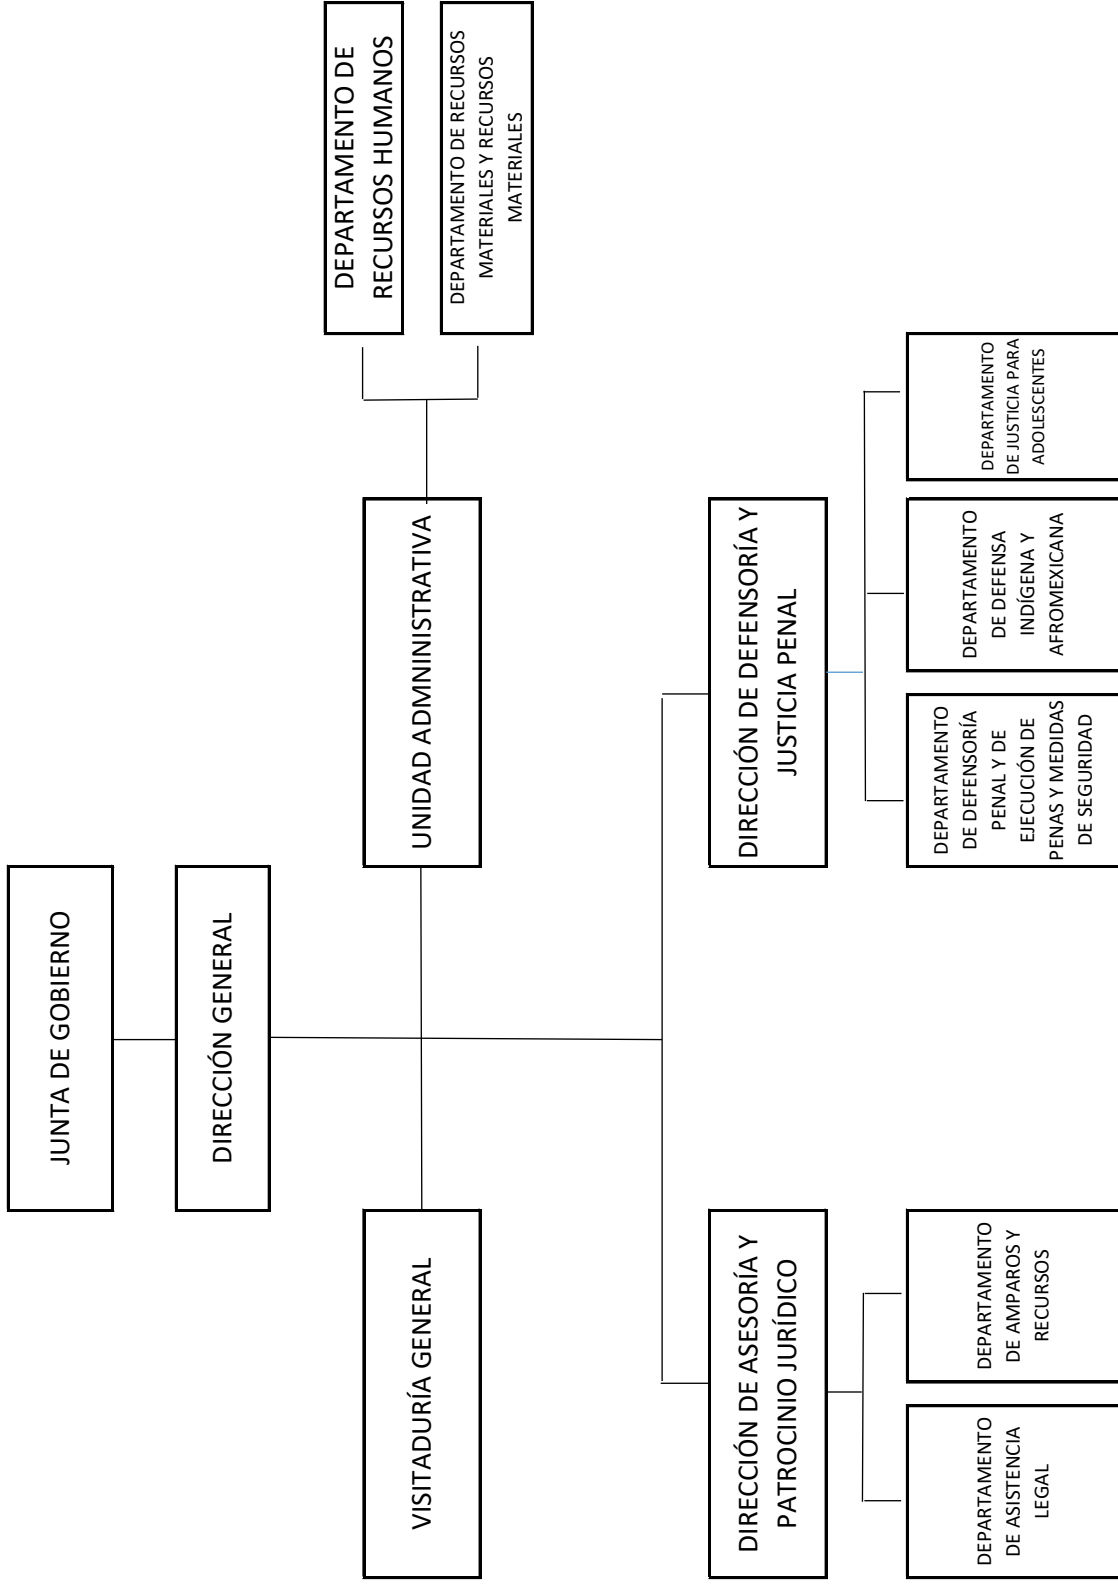 JUNTA DE GOBIERNO
DIRECCIÓN GENERAL
VISITADURÍA GENERAL
UNIDAD ADMNINISTRATIVA
DEPARTAMENTO DE
RECURSOS HUMANOS
DEPARTAMENTO DE RECURSOS
MATERIALES Y RECURSOS
MATERIALES
DIRECCIÓN DE ASESORÍA Y
PATROCINIO JURÍDICO
DIRECCIÓN DE DEFENSORÍA Y
JUSTICIA PENAL
DEPARTAMENTO
DE ASISTENCIA
LEGAL
DEPARTAMENTO
DE AMPAROS Y
RECURSOS
DEPARTAMENTO
DE DEFENSORÍA
PENAL Y DE
EJECUCIÓN DE
PENAS Y MEDIDAS
DE SEGURIDAD
DEPARTAMENTO
DE DEFENSA
INDÍGENA Y
AFROMEXICANA
DEPARTAMENTO
DE JUSTICIA PARA
ADOLESCENTES